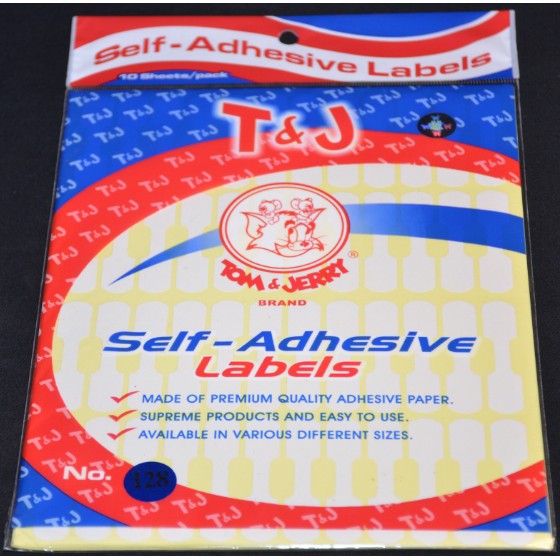 Self-Adhesive Labels
10 Sheets/pack
T&J
TOM & JERRY ®
BRAND
Self-Adhesive
Labels
MADE OF PREMIUM QUALITY ADHESIVE PAPER.
SUPREME PRODUCTS AND EASY TO USE.
AVAILABLE IN VARIOUS DIFFERENT SIZES.
No. 128
T&J